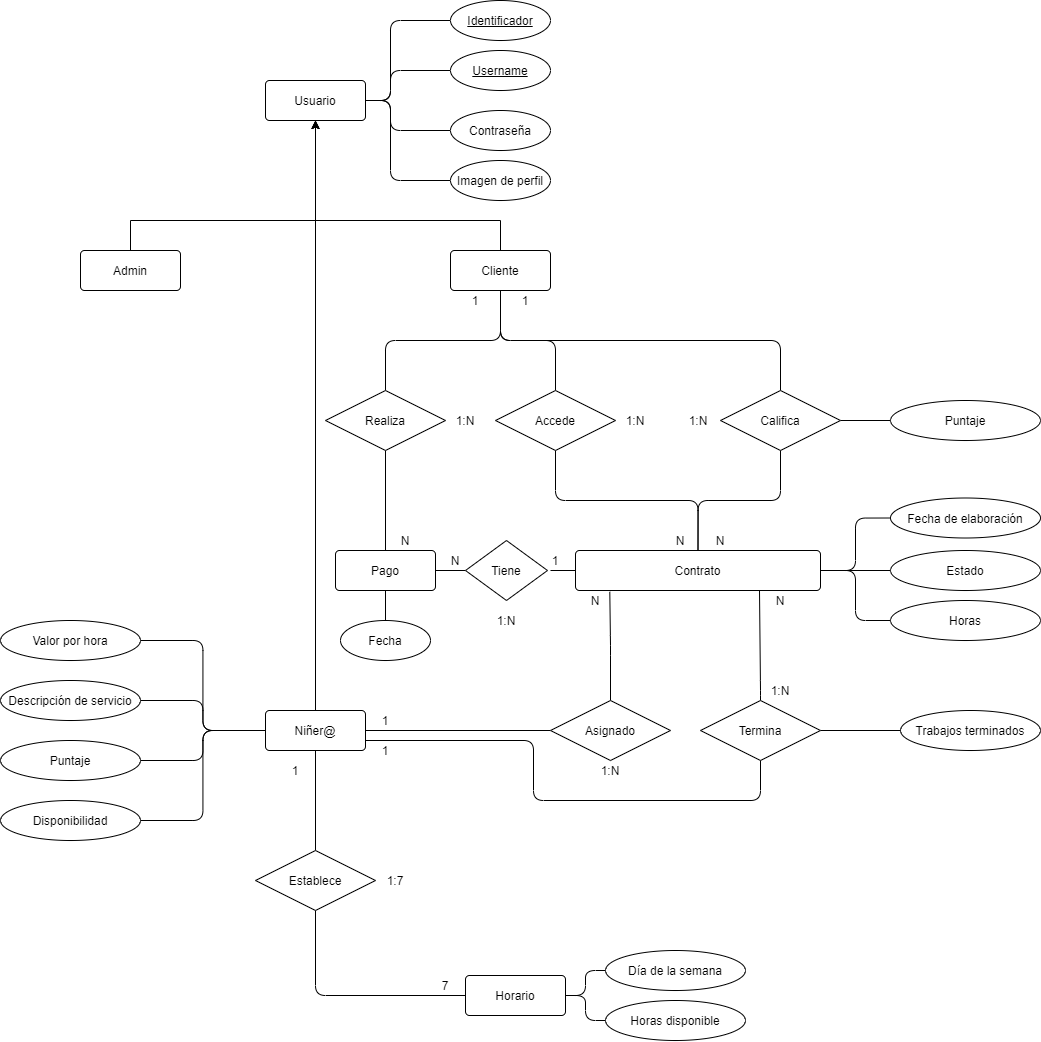 Identificador
Username
Usuario
Contraseña
Imagen de perfil
Admin
Cliente
1 1
Realiza 1:N Accede 1:N 1:N Califica Puntaje
Fecha de elaboración
N N N
Pago N Tiene 1 Contrato Estado
N N
Fecha 1:N Horas
Valor por hora
Descripción de servicio 1:N
Niñer@ 1 Asignado Termina Trabajos terminados
1
Puntaje 1 1:N
Disponibilidad
Establece 1:7
Día de la semana
7 Horario
Horas disponible